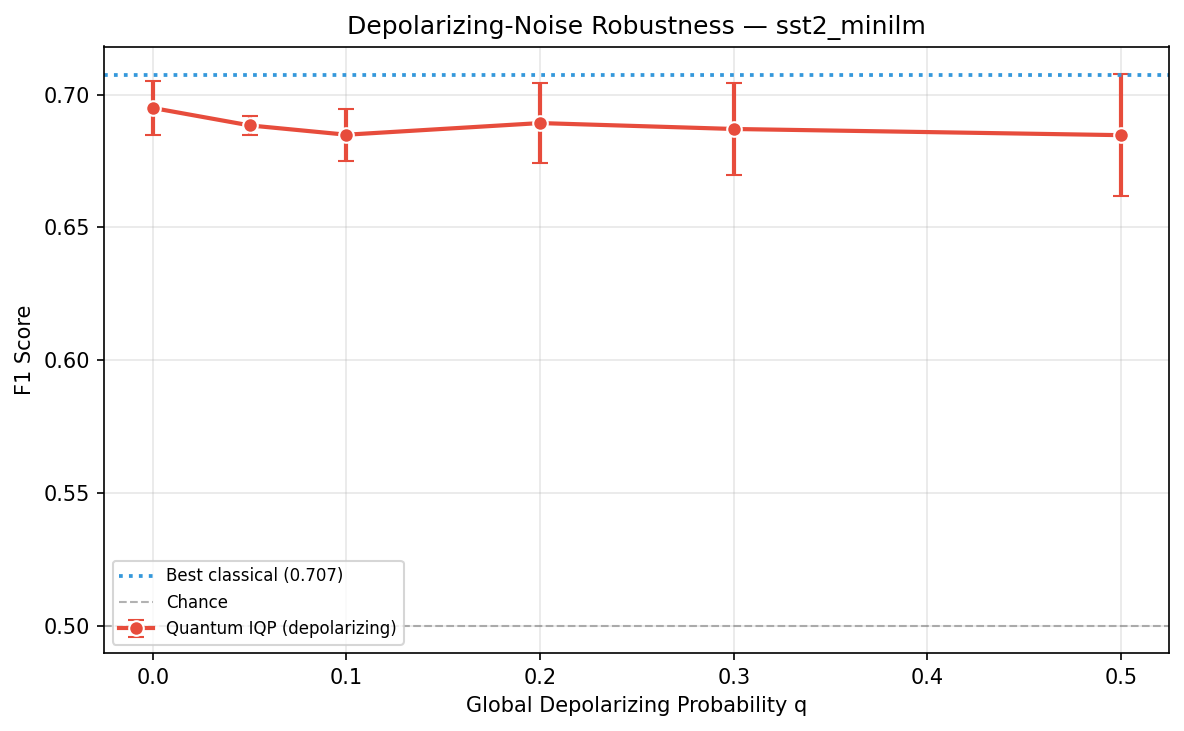 Depolarizing-Noise Robustness — sst2_minilm
F1 Score
0.70
0.65
0.60
0.55
0.50
Best classical (0.707)
Chance
Quantum IQP (depolarizing)
0.0 0.1 0.2 0.3 0.4 0.5
Global Depolarizing Probability q